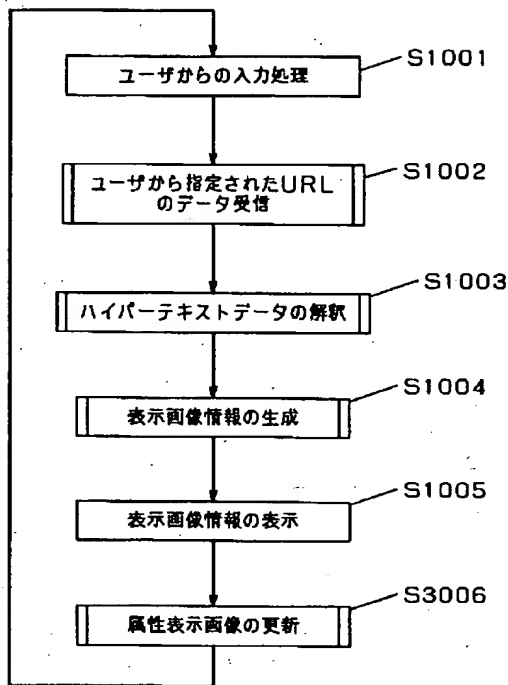 S1001
ユーザからの入力処理
S1002
ユーザから指定されたURL
のデータ受信
S1003
ハイパーテキストデータの解釈
S1004
表示画像情報の生成
S1005
表示画像情報の表示
S3006
属性表示画像の更新